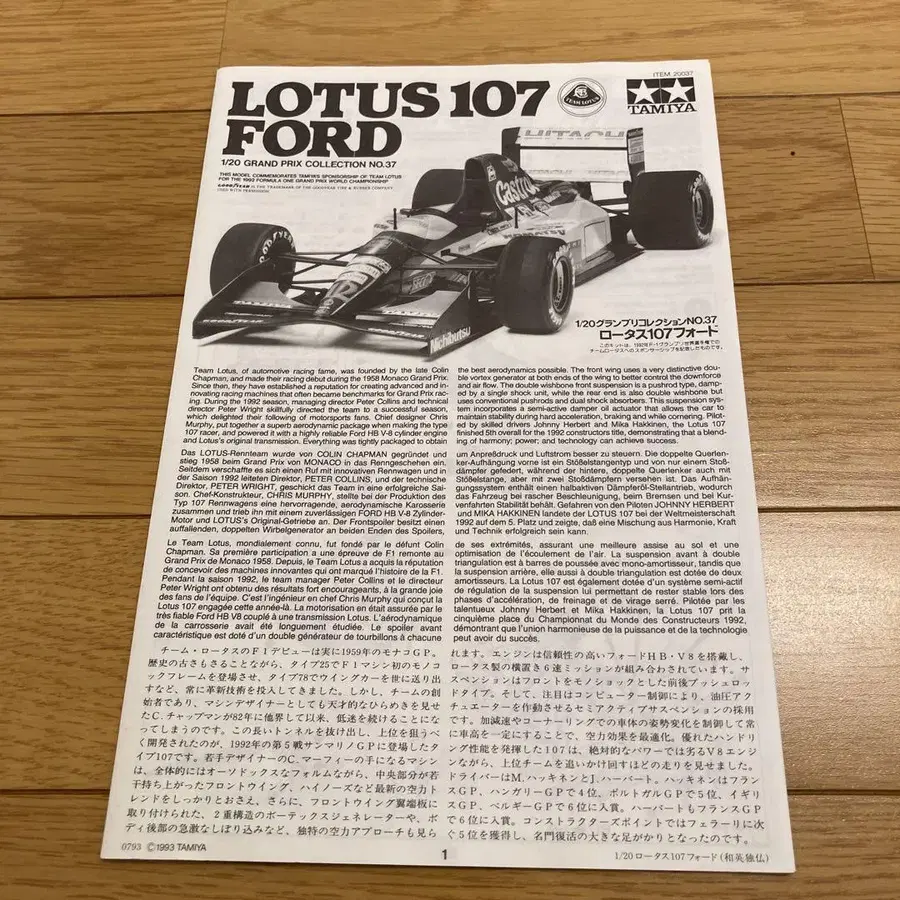 ITEM 20037
LOTUS 107
FORD
TEAM LOTUS
TAMIYA
1/20 GRAND PRIX COLLECTION NO.37
THIS MODEL COMMEMORATES TAMIYA'S SPONSORSHIP OF TEAM LOTUS
FOR THE 1992 FORMULA ONE GRAND PRIX WORLD CHAMPIONSHIP
GOODYEAR IS THE TRADEMARK OF THE GOODYEAR TIRE & RUBBER COMPANY
USED WITH PERMISSION.
HITACHI
Castrol
KOMATSU
TAMIYA
GOODYEAR
Nichibutsu
1/20グランプリコレクションNO.37
ロータス107フォード
このキットは、1992年F-1グランプリ世界選手権での
チームロータスへのスポンサーシップを記念したものです。
Team Lotus, of automotive racing fame, was founded by the late Colin
Chapman, and made their racing debut during the 1958 Monaco Grand Prix.
Since then, they have established a reputation for creating advanced and in-
novating racing machines that often became benchmarks for Grand Prix rac-
ing. During the 1992 season, managing director Peter Collins and technical
director Peter Wright skillfully directed the team to a successful season,
which delighted their following of motorsports fans. Chief designer Chris
Murphy, put together a superb aerodynamic package when making the type
107 racer, and powered it with a highly reliable Ford HB V-8 cylinder engine
and Lotus's original transmission. Everything was tightly packaged to obtain
the best aerodynamics possible. The front wing uses a very distinctive dou-
ble vortex generator at both ends of the wing to better control the downforce
and air flow. The double wishbone front suspension is a pushrod type, damp-
ed by a single shock unit, while the rear end is also double wishbone but
uses conventional pushrods and dual shock absorbers. This suspension sys-
tem incorporates a semi-active damper oil actuator that allows the car to
maintain stability during hard acceleration, braking and while cornering. Pilot-
ed by skilled drivers Johnny Herbert and Mika Hakkinen, the Lotus 107
finished 5th overall for the 1992 constructors title, demonstrating that a blend-
ing of harmony; power; and technology can achieve success.
Das LOTUS-Rennteam wurde von COLIN CHAPMAN gegründet und
stieg 1958 beim Grand Prix von MONACO in das Renngeschehen ein.
Seitdem verschaffte es sich einen Ruf mit innovativen Rennwagen und in
der Saison 1992 leiteten Direktor, PETER COLLINS, und der technische
Direktor, PETER WRIGHT, geschickt das Team in eine erfolgreiche Sai-
son. Chef-Konstrukteur, CHRIS MURPHY, stellte bei der Produktion des
Typ 107 Rennwagens eine hervorragende, aerodynamische Karosserie
zusammen und trieb ihn mit einem zuverlässigen FORD HB V-8 Zylinder-
Motor und LOTUS's Original-Getriebe an. Der Frontspoiler besitzt einen
auffallenden, doppelten Wirbelgenerator an beiden Enden des Spoilers,
um Anpreßdruck und Luftstrom besser zu steuern. Die doppelte Querlen-
ker-Aufhängung vorne ist ein Stoßelstangentyp und von nur einem Stoß-
dämpfer gefedert, während der hintere, doppelte Querlenker auch mit
Stößelstange, aber mit zwei Stoßdämpfern versehen ist. Das Aufhän-
gungssystem enthält einen halbaktiven Dämpferöl-Stellantrieb, wodurch
das Fahrzeug bei rascher Beschleunigung, beim Bremsen und bei Kur-
venfahrten Stabilität behält. Gefahren von den Piloten JOHNNY HERBERT
und MIKA HAKKINEN landete der LOTUS 107 bei der Weltmeisterschaft
1992 auf dem 5. Platz und zeigte, daß eine Mischung aus Harmonie, Kraft
und Technik erfolgreich sein kann.
Le Team Lotus, mondialement connu, fut fondé par le défunt Colin
Chapman. Sa première participation a une épreuve de F1 remonte au
Grand Prix de Monaco 1958. Depuis, le Team Lotus a acquis la réputation
de concevoir des machines innovantes qui ont marqué l'histoire de la F1.
Pendant la saison 1992, le team manager Peter Collins et le directeur
Peter Wright ont obtenu des résultats fort encourageants, à la grande joie
des fans de l'équipe. C'est l'ingénieur en chef Chris Murphy qui conçut la
Lotus 107 engagée cette année-là. La motorisation en était assurée par le
très fiable Ford HB V8 couplé à une transmission Lotus. L'aérodynamique
de la carrosserie avait été longuement étudiée. Le spoiler avant
caractéristique est doté d'un double générateur de tourbillons à chacune
de ses extrémités, assurant une meilleure assise au sol et une
optimisation de l'écoulement de l'air. La suspension avant à double
triangulation est à barres de poussée avec mono-amortisseur, tandis que
la suspension arrière, elle aussi à double triangulation est dotée de deux
amortisseurs. La Lotus 107 est également dotée d'un système semi-actif
de régulation de la suspension lui permettant de rester stable lors des
phases d'accélération, de freinage et de virage serré. Pilotée par les
talentueux Johnny Herbert et Mika Hakkinen, la Lotus 107 prit la
cinquième place du Championnat du Monde des Constructeurs 1992,
démontrant que l'union harmonieuse de la puissance et de la technologie
peut avoir du succès.
チーム・ロータスのF1デビューは実に1959年のモナコGP。
歴史の古さもさることながら、タイプ25でF1マシン初のモノコ
ックフレームを登場させ、タイプ78でウイングカーを世に送り出
すなど、常に革新技術を投入してきました。しかし、チームの創
始者であり、マシンデザイナーとしても天才的なひらめきを見せ
たC.チャップマンが82年に他界して以来、低迷を続けることにな
ってしまうのです。この長いトンネルを抜け出し、上位を狙うべ
く開発されたのが、1992年の第5戦サンマリノGPに登場したタ
イプ107です。若手デザイナーのC.マーフィーの手になるマシン
は、全体的にはオーソドックスなフォルムながら、中央部分が若
干持ち上がったフロントウイング、ハイノーズなど最新の空力ト
レンドをしっかりとおさえ、さらに、フロントウイング翼端板に
取り付けられた、2重構造のボーテックスジェネレーターや、ボ
ディ後部の急激なしぼり込みなど、独特の空力アプローチも見ら
れます。エンジンは信頼性の高いフォードHB・V8を搭載し、
ロータス製の横置き6速ミッションが組み合わされています。サ
スペンションはフロントをモノショックとした前後プッシュロッ
ドタイプ。そして、注目はコンピューター制御により、油圧アク
チュエーターを作動させるセミアクティブサスペンションの採用
です。加減速やコーナーリングでの車体の姿勢変化を制御して常
に車高を一定にすることで、空力効果を最適化。優れたハンドリ
ング性能を発揮した107は、絶対的なパワーでは劣るV8エンジ
ンながら、上位チームを追いかけ回すほどの走りを見せました。
ドライバーはM.ハッキネンとJ.ハーバート。ハッキネンはフラン
スGP、ハンガリーGPで4位、ポルトガルGPで5位、イギリ
スGP、ベルギーGPで6位に入賞。ハーバートもフランスGP
で6位に入賞。コンストラクターズポイントではフェラーリに次
ぐ5位を獲得し、名門復活の大きな足がかりとなったのです。
0793 ©1993 TAMIYA
1
1/20 ロータス107フォード (和英独仏)